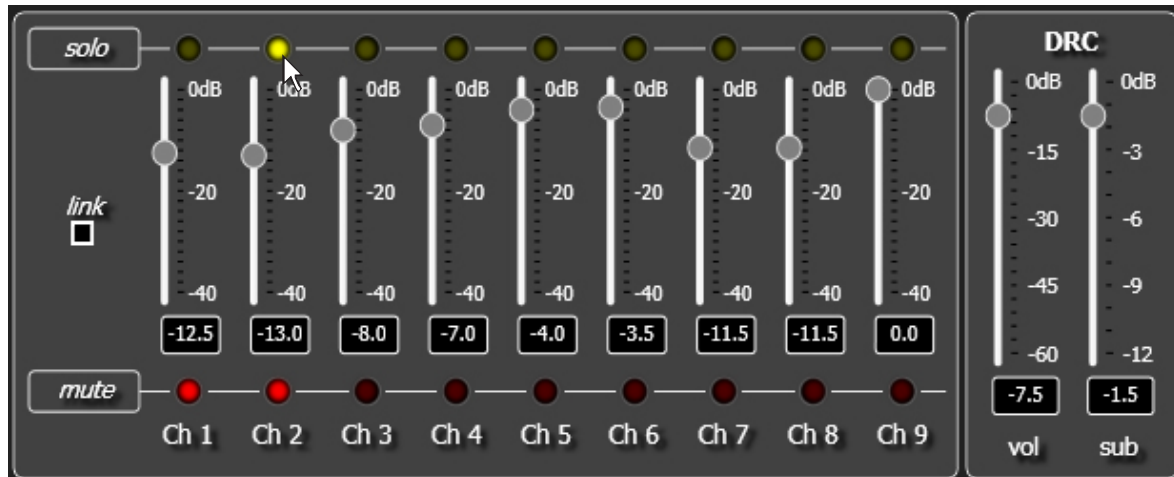 solo
DRC
0dB 0dB 0dB 0dB 0dB 0dB 0dB 0dB 0dB
0dB 0dB
-15 -3
-20 -20 -20 -20 -20 -20 -20 -20 -20
link
-30 -6
-40 -40 -40 -40 -40 -40 -40 -40 -40
-45 -9
-12.5 -13.0 -8.0 -7.0 -4.0 -3.5 -11.5 -11.5 0.0
-60 -12
mute
-7.5 -1.5
Ch 1 Ch 2 Ch 3 Ch 4 Ch 5 Ch 6 Ch 7 Ch 8 Ch 9
vol sub